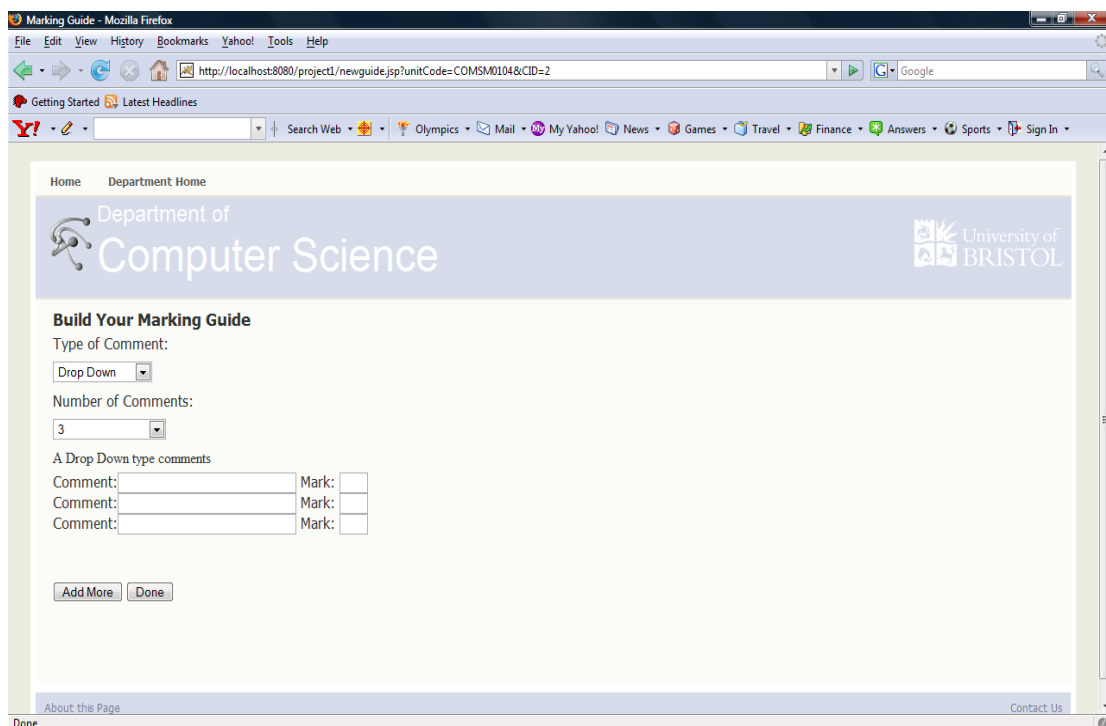 Marking Guide - Mozilla Firefox
File Edit View History Bookmarks Yahoo! Tools Help
http://localhost:8080/project1/newguide.jsp?unitCode=COMSM0104&CID=2
G Google
Getting Started Latest Headlines
Y! Search Web Olympics Mail My My Yahoo! News Games Travel Finance Answers Sports Sign In
Home Department Home
Department of
Computer Science
University of
BRISTOL
Build Your Marking Guide
Type of Comment:
Drop Down
Number of Comments:
3
A Drop Down type comments
Comment: Mark:
Comment: Mark:
Comment: Mark:
Add More Done
About this Page Contact Us
Done